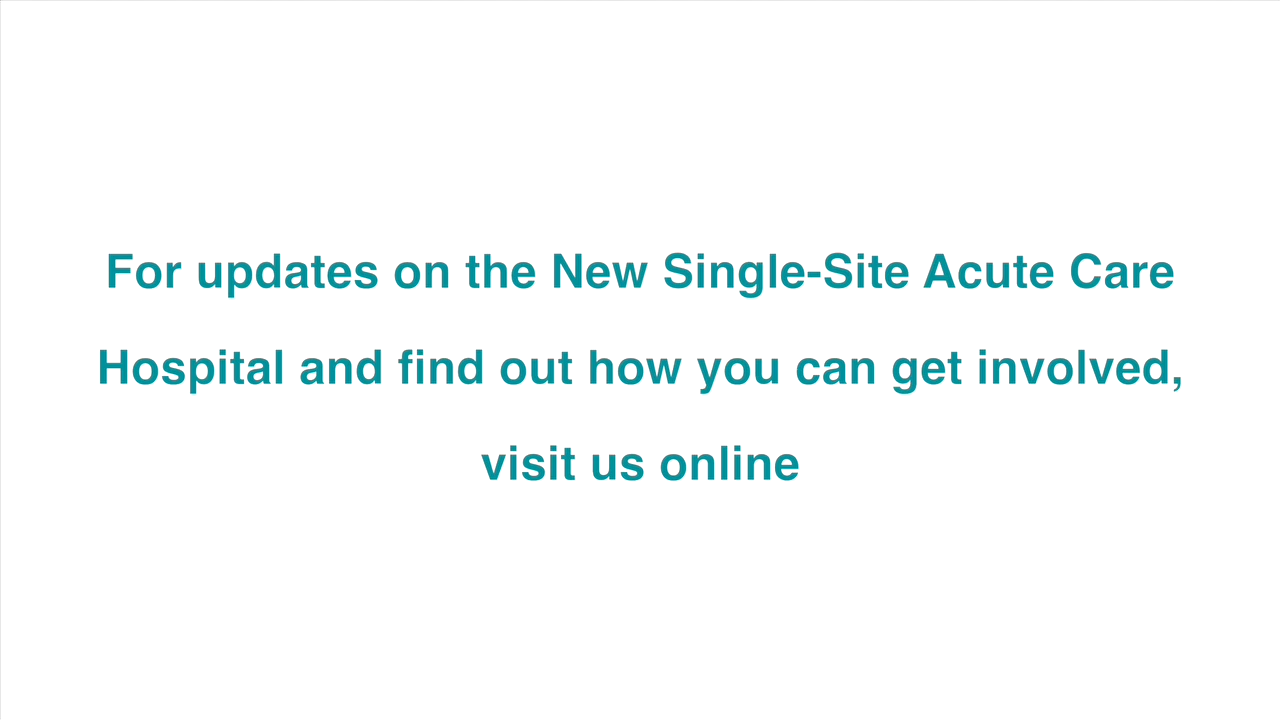 For updates on the New Single-Site Acute Care
Hospital and find out how you can get involved,
visit us online